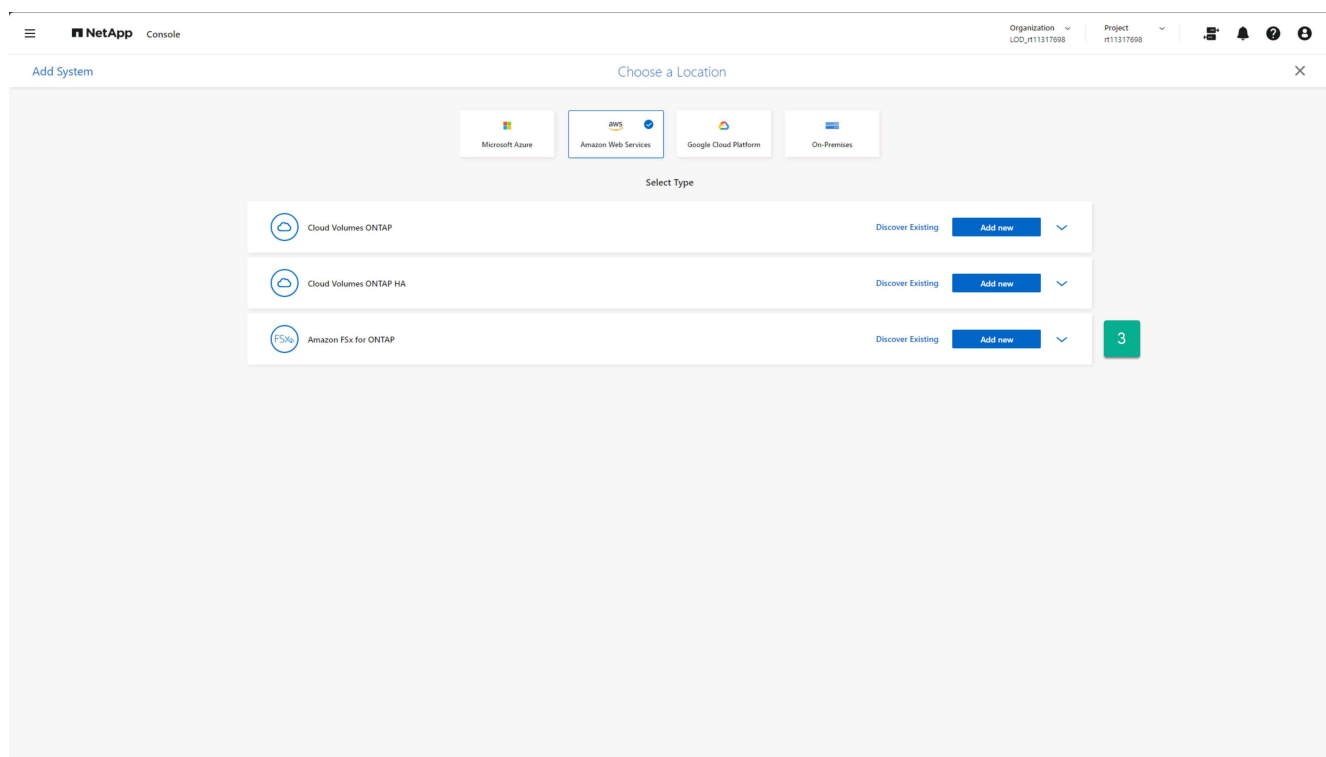 NetApp Console
Organization
LOD_rt11317698
Project
rt11317698
Add System
Choose a Location
Microsoft Azure
aws
Amazon Web Services
Google Cloud Platform
On-Premises
Select Type
Cloud Volumes ONTAP
Discover Existing
Add new
Cloud Volumes ONTAP HA
Discover Existing
Add new
FSx
Amazon FSx for ONTAP
Discover Existing
Add new
3